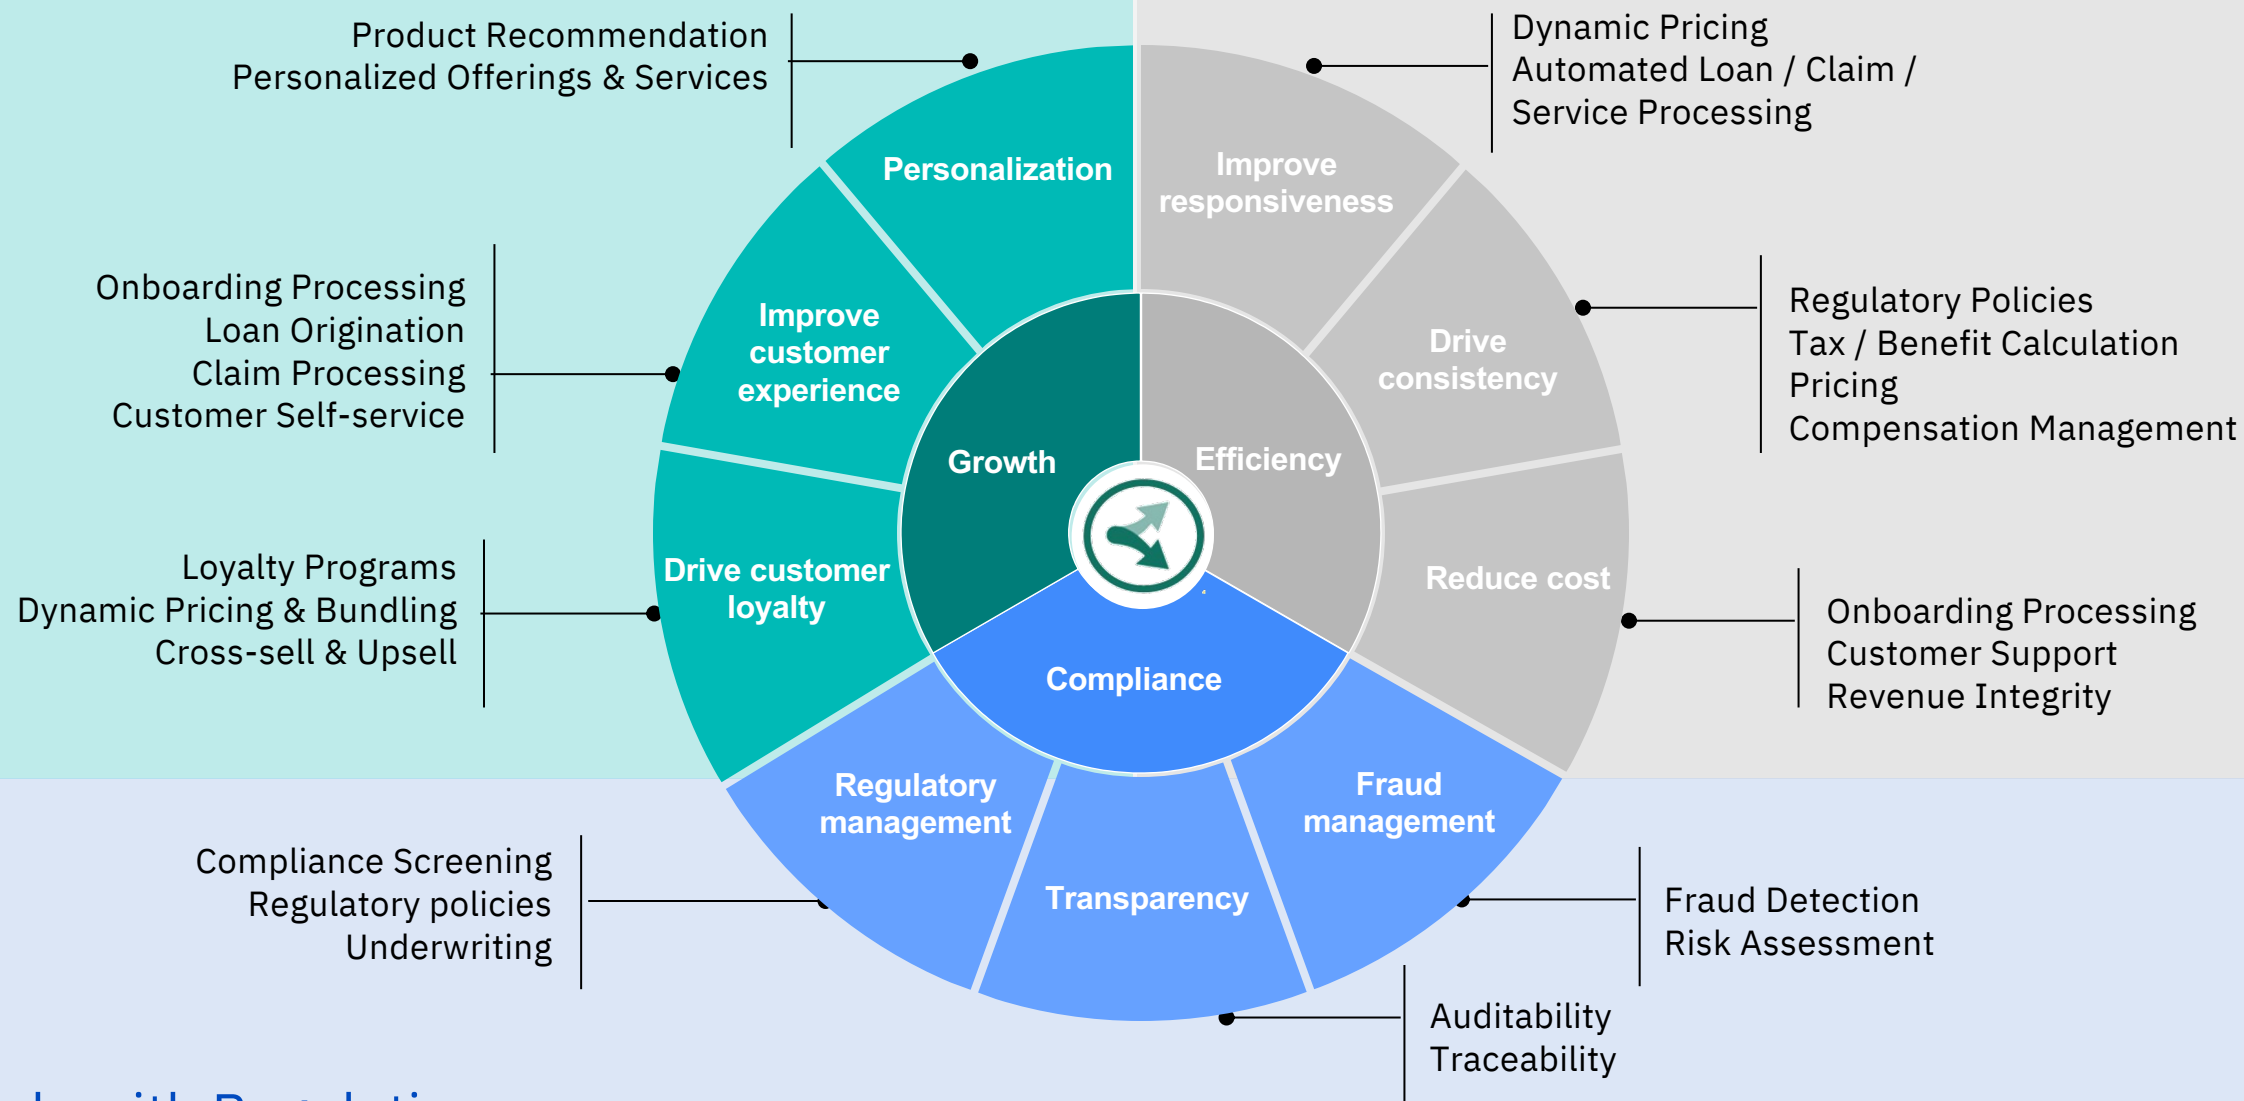 Product Recommendation
Personalized Offerings & Services
Dynamic Pricing
Automated Loan / Claim /
Service Processing
Personalization
Improve
responsiveness
Onboarding Processing
Loan Origination
Claim Processing
Customer Self-service
Improve
customer
experience
Drive
consistency
Regulatory Policies
Tax / Benefit Calculation
Pricing
Compensation Management
Growth
Efficiency
Loyalty Programs
Dynamic Pricing & Bundling
Cross-sell & Upsell
Drive customer
loyalty
Reduce cost
Onboarding Processing
Customer Support
Revenue Integrity
Compliance
Regulatory
management
Fraud
management
Compliance Screening
Regulatory policies
Underwriting
Transparency
Fraud Detection
Risk Assessment
Auditability
Traceability